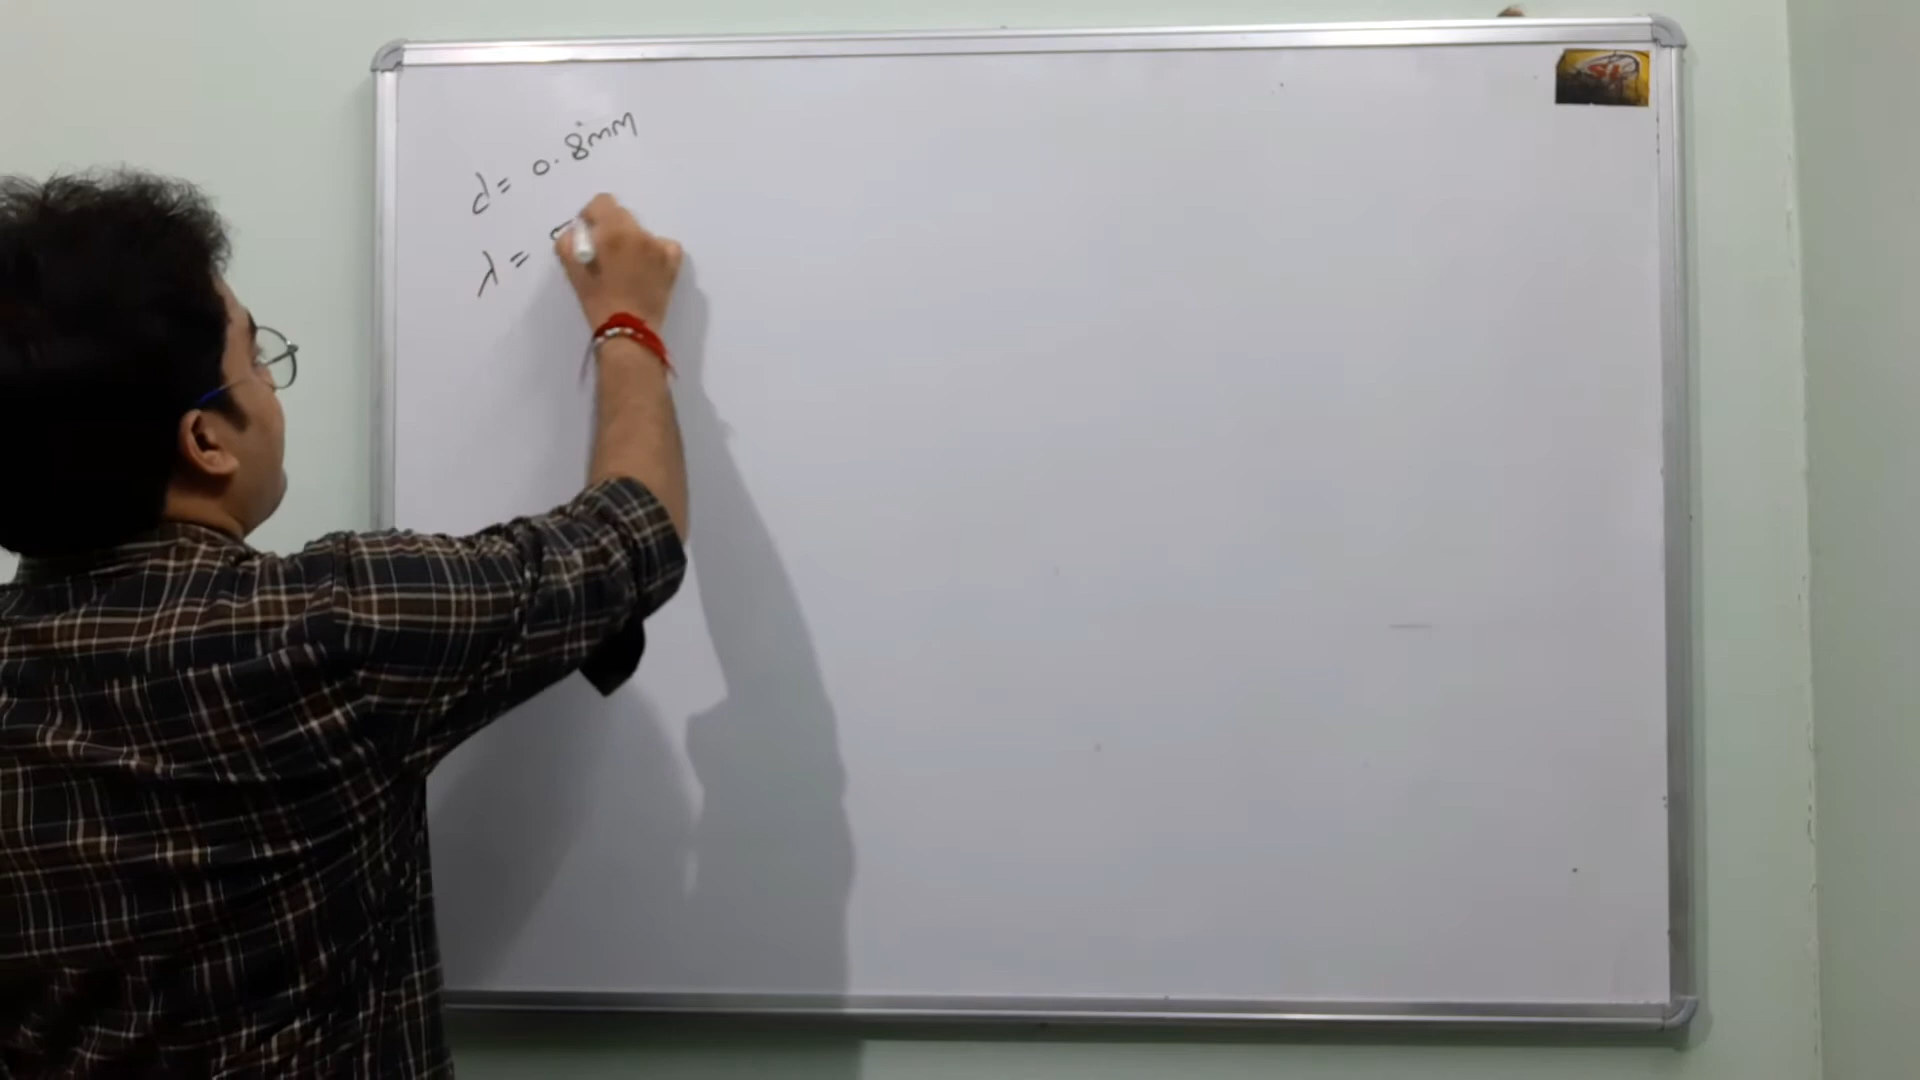 d = 0.8mm
λ =